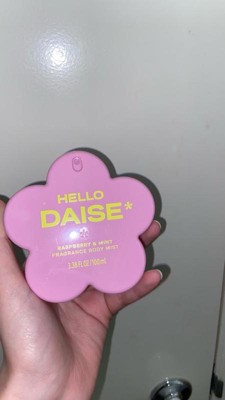 HELLO
DAISE*
RASPBERRY & MINT
FRAGRANCE BODY MIST
3.38 FL.OZ/100mL